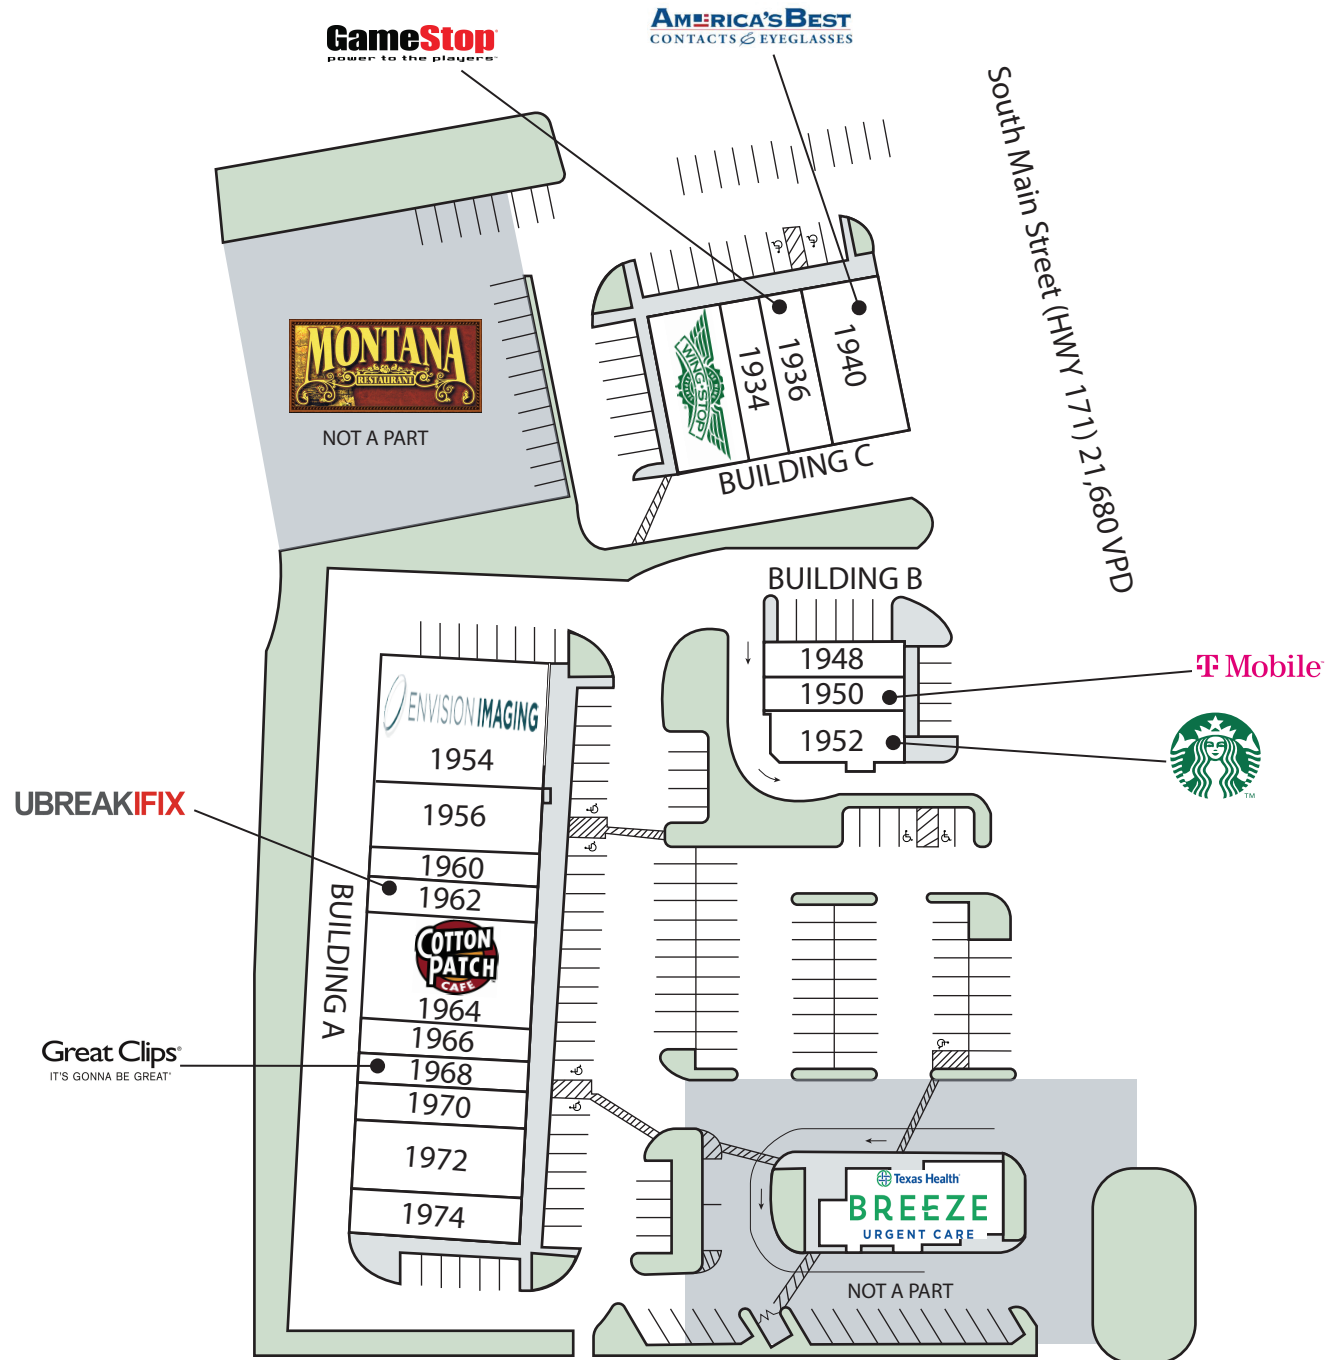 GameStop
power to the players
AMERICA'S BEST
CONTACTS & EYEGLASSES
South Main Street (HWY 171) 21,680 VPD
MONTANA
RESTAURANT
NOT A PART
WING·STOP
1934
1936
1940
BUILDING C
BUILDING B
1948
1950
1952
T Mobile
TM
ENVISION IMAGING
1954
1956
1960
1962
UBREAKIFIX
BUILDING A
COTTON
PATCH
CAFE
1964
1966
1968
1970
1972
1974
Great Clips®
IT'S GONNA BE GREAT®
Texas Health
BREEZE
URGENT CARE
NOT A PART